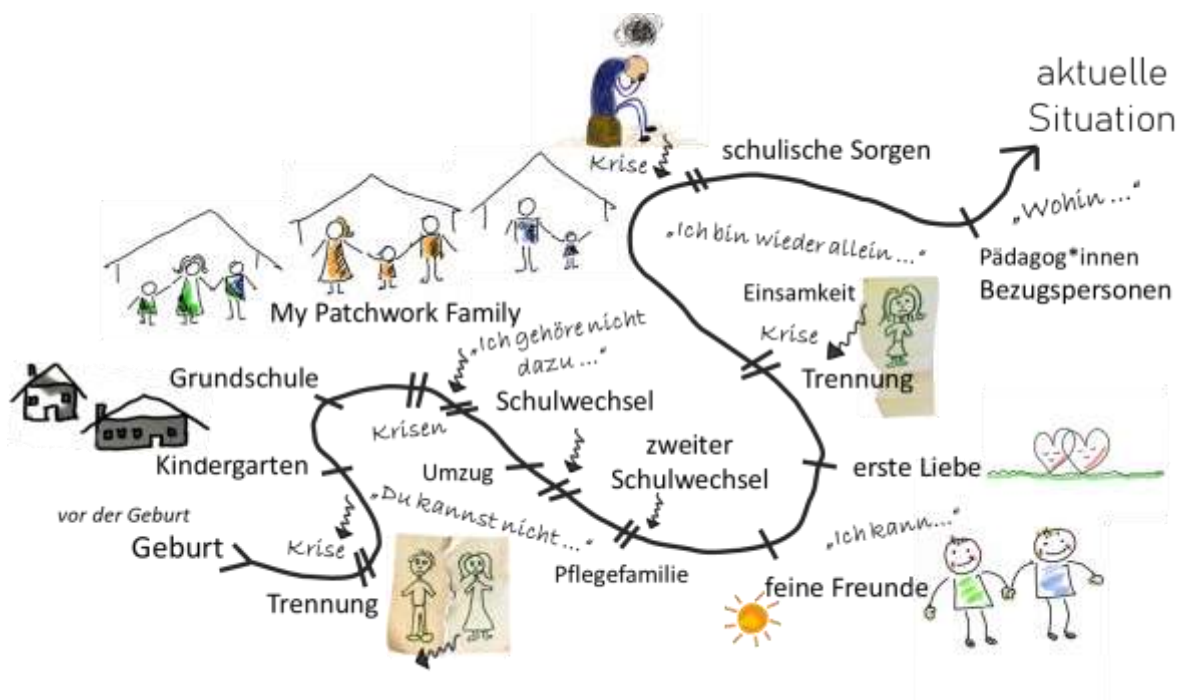 aktuelle
Situation
schulische Sorgen
Krise
„Wohin ..."
„Ich bin wieder allein ..."
Pädagog*innen
Bezugspersonen
Einsamkeit
My Patchwork Family
Krise
„Ich gehöre nicht
dazu ..."
Trennung
Grundschule
Schulwechsel
Krisen
zweiter
Schulwechsel
Kindergarten
Umzug
erste Liebe
„Du kannst nicht ..."
vor der Geburt
Geburt
Krise
„Ich kann..."
Pflegefamilie
feine Freunde
Trennung